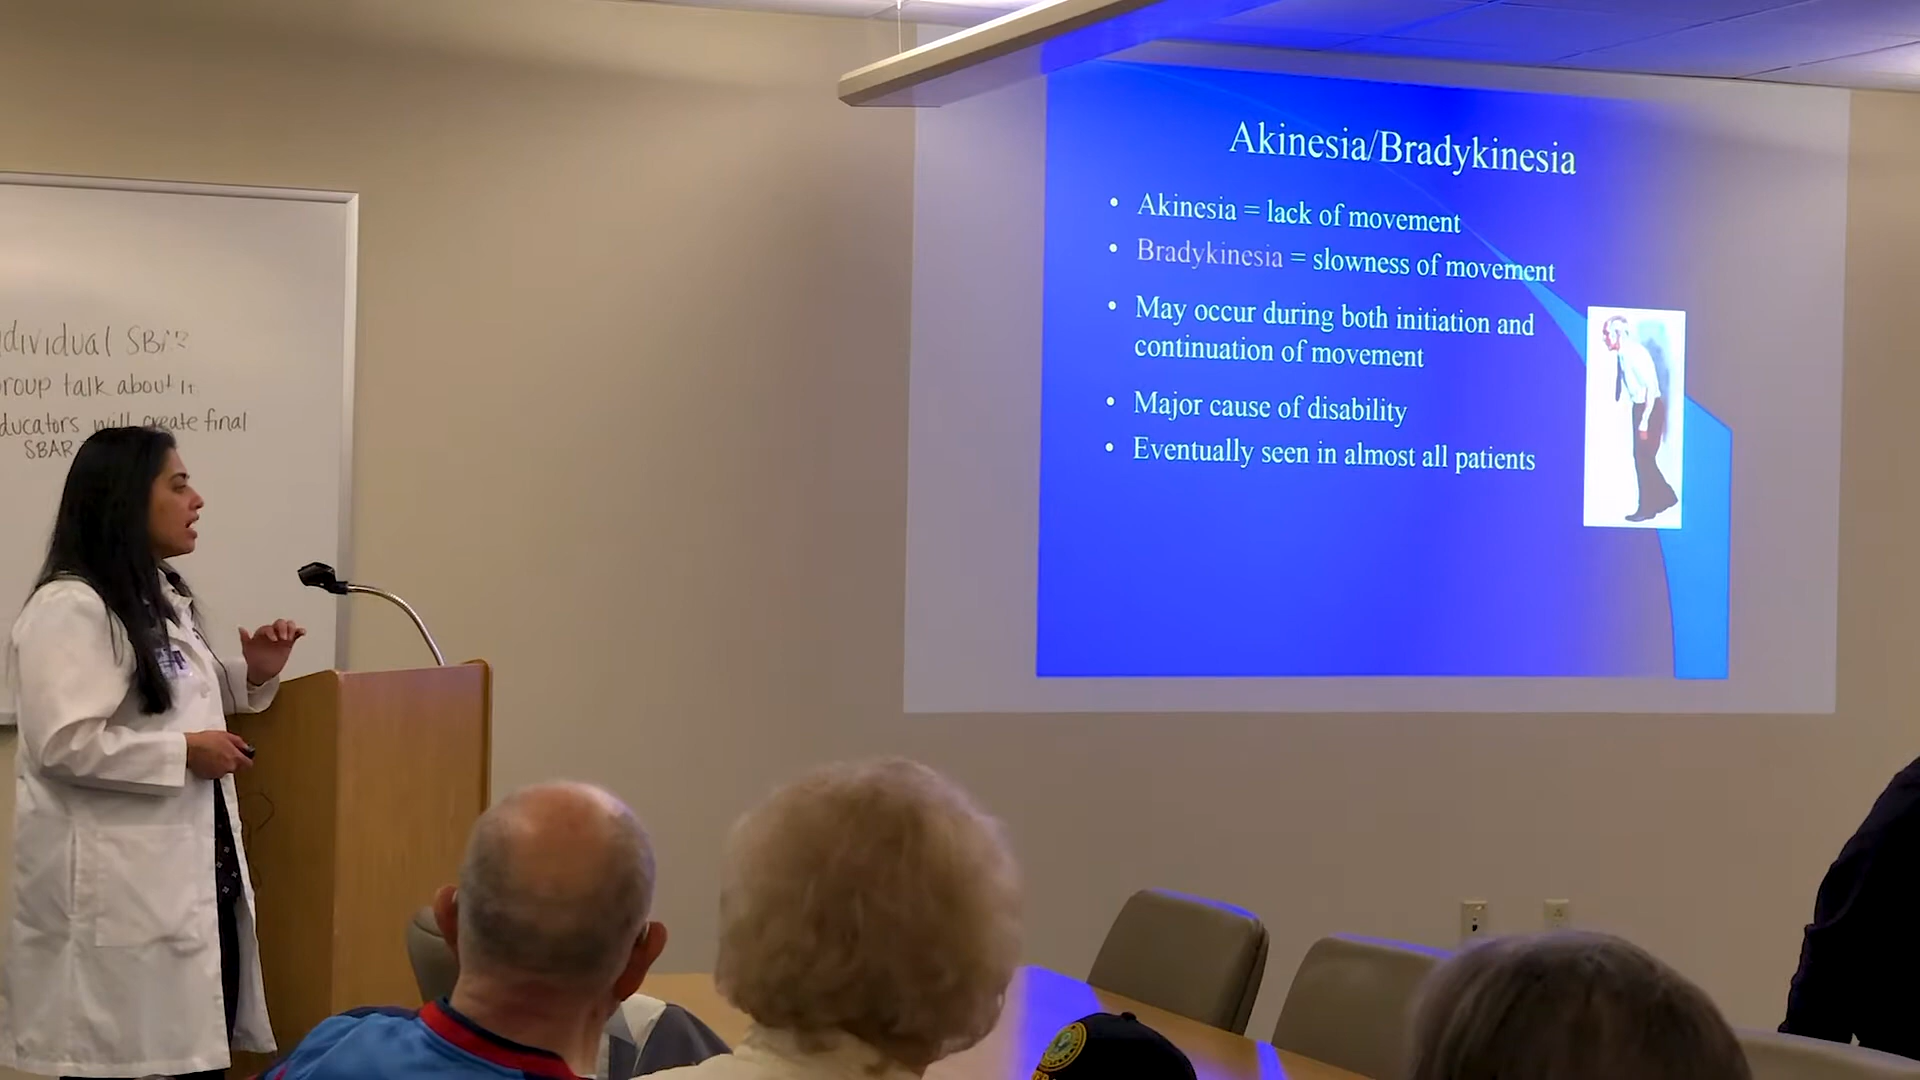 Akinesia/Bradykinesia
• Akinesia = lack of movement
• Bradykinesia = slowness of movement
• May occur during both initiation and
continuation of movement
• Major cause of disability
• Eventually seen in almost all patients
dividual SBAR
roup talk about it
ducators will create final
SBAR